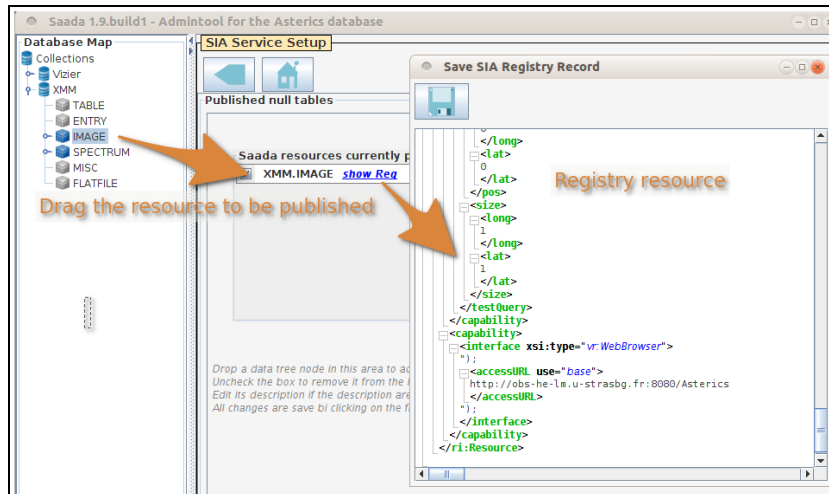 Saada 1.9.build1 - Admintool for the Asterics database
Database Map
Collections
Vizier
XMM
TABLE
ENTRY
IMAGE
SPECTRUM
MISC
FLATFILE
SIA Service Setup
Published null tables
Saada resources currently p
XMM.IMAGE show Reg
Drag the resource to be published
Drop a data tree node in this area to ad
Uncheck the box to remove it from the
Edit its description if the description are
All changes are save bi clicking on the f
Save SIA Registry Record
Registry resource
</long>
<lat>
0
</lat>
</pos>
<size>
<long>
1
</long>
<lat>
1
</lat>
</size>
</testQuery>
</capability>
<capability>
<interface xsi:type="vr:WebBrowser">
");
<accessURL use="base">
http://obs-he-lm.u-strasbg.fr:8080/Asterics
</accessURL>
");
</interface>
</capability>
</ri:Resource>